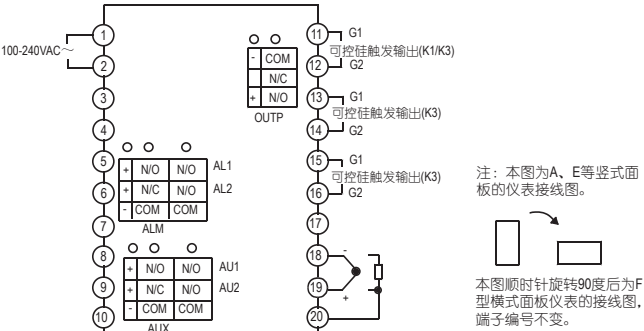 100-240VAC～
1
2
3
4
5
6
7
8
9
10
+ N/O N/O AL1
+ N/C N/O AL2
- COM COM
ALM
+ N/O N/O AU1
+ N/C N/O AU2
- COM COM
AUX
- COM
N/C
+ N/O
OUTP
11 G1
可控硅触发输出(K1/K3)
12 G2
13 G1
可控硅触发输出(K3)
14 G2
15 G1
可控硅触发输出(K3)
16 G2
17
18 -
19 +
20
注：本图为A、E等竖式面
板的仪表接线图。
本图顺时针旋转90度后为F
型横式面板仪表的接线图，
端子编号不变。